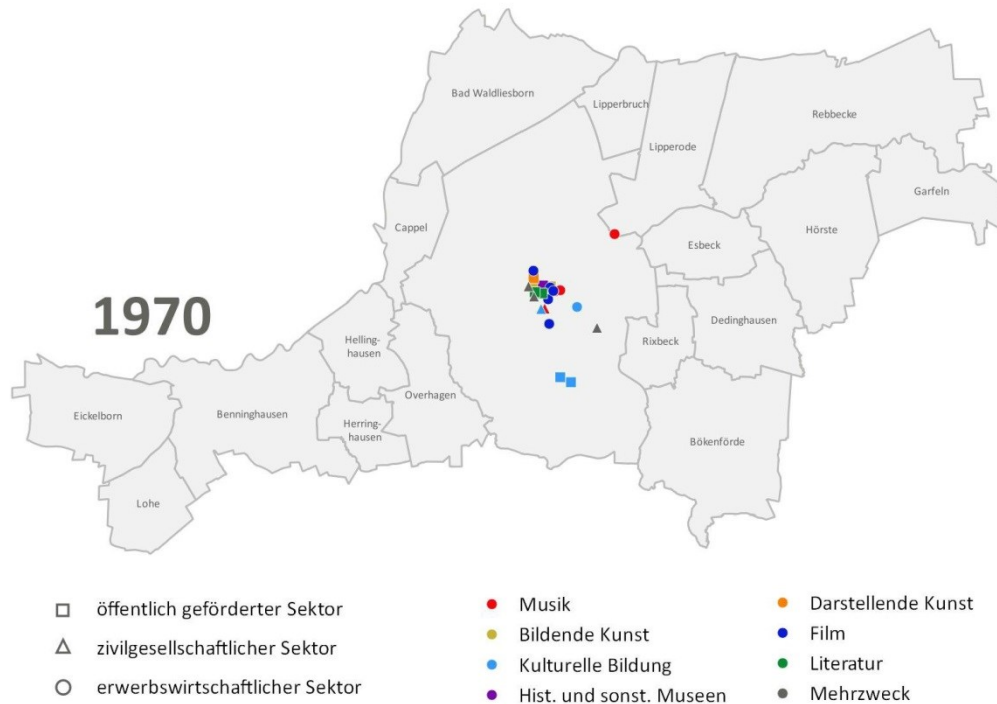 Bad Waldliesborn
Lipperbruch
Lipperode
Rebbecke
Garfeln
Cappel
Esbeck
Hörste
1970
Helling-
hausen
Rixbeck
Dedinghausen
Eickelborn
Benninghausen
Overhagen
Herring-
hausen
Bökenförde
Lohe
öffentlich geförderter Sektor
zivilgesellschaftlicher Sektor
erwerbswirtschaftlicher Sektor
Musik
Bildende Kunst
Kulturelle Bildung
Hist. und sonst. Museen
Darstellende Kunst
Film
Literatur
Mehrzweck